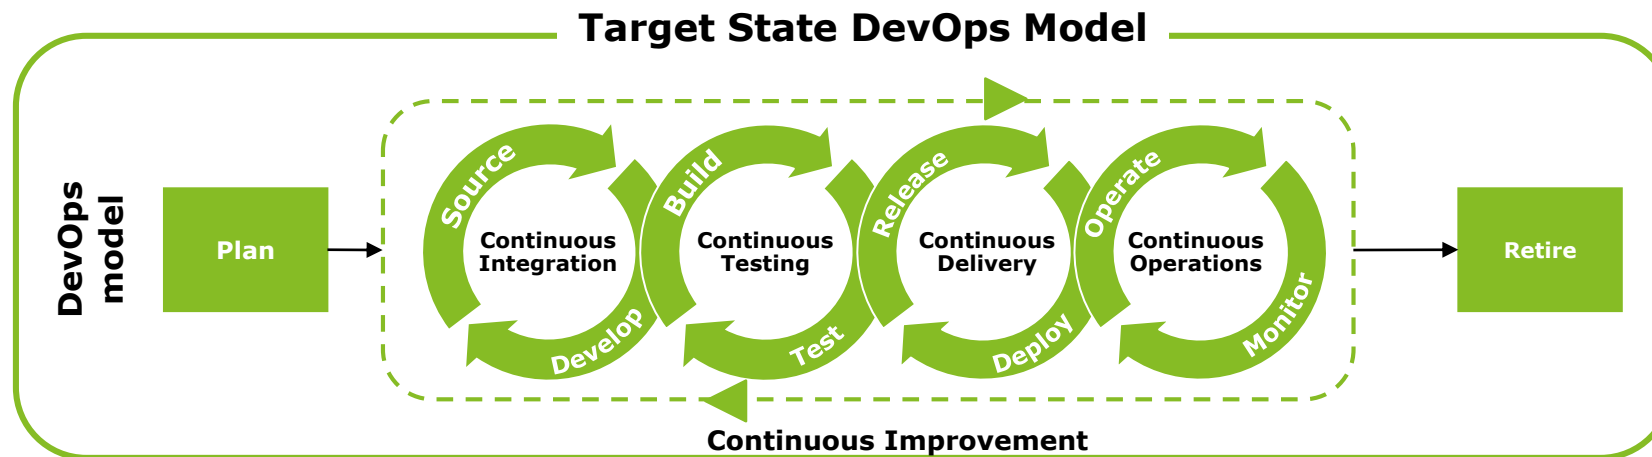 Target State DevOps Model
DevOps
model
Plan
Source
Develop
Continuous
Integration
Build
Test
Continuous
Testing
Release
Deploy
Continuous
Delivery
Operate
Monitor
Continuous
Operations
Retire
Continuous Improvement